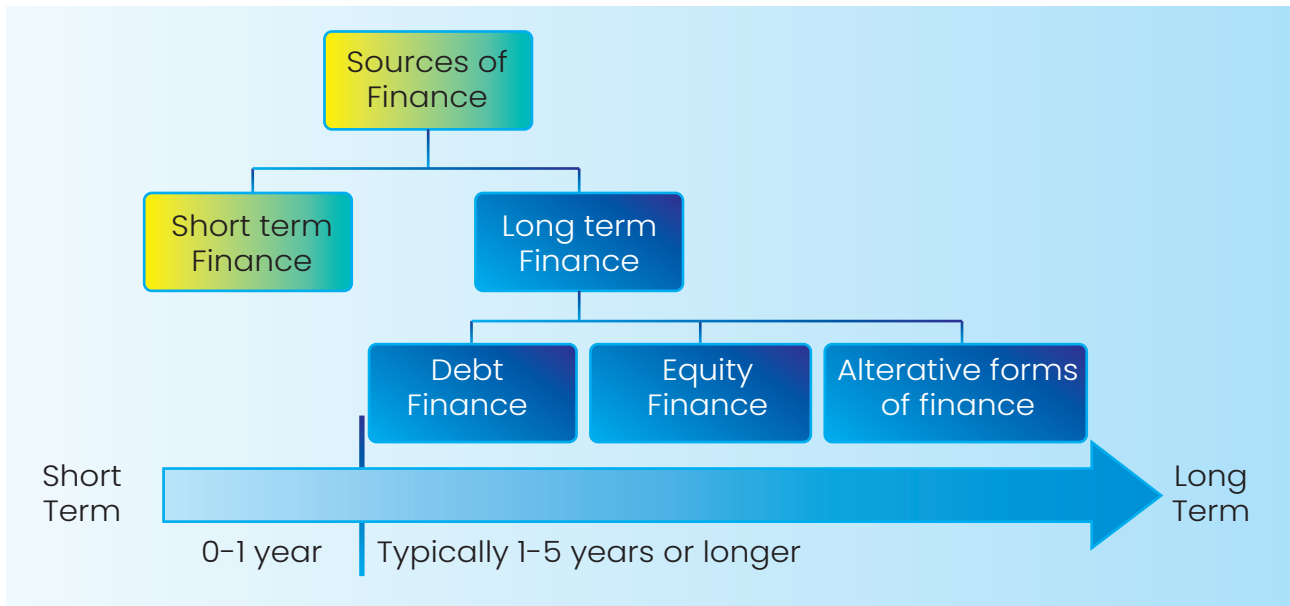 Sources of
Finance
Short term
Finance
Long term
Finance
Debt
Finance
Equity
Finance
Alterative forms
of finance
Short
Term
Long
Term
0-1 year
Typically 1-5 years or longer